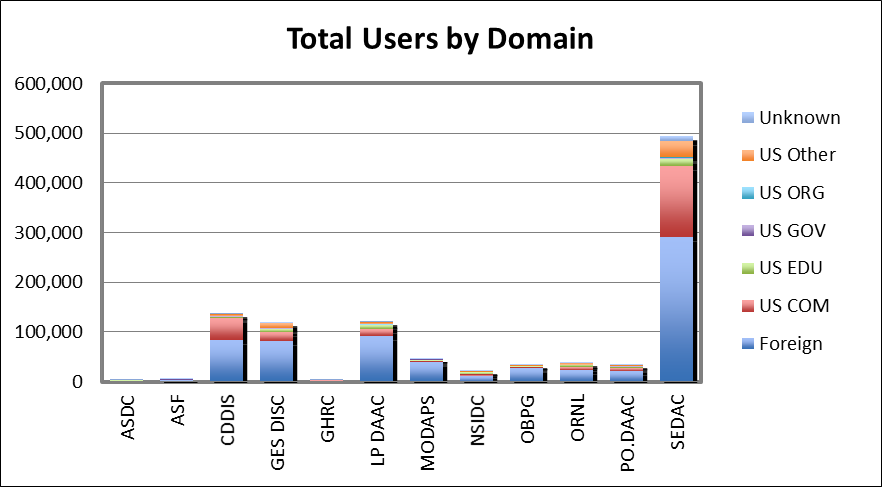 Total Users by Domain
600,000
500,000
400,000
300,000
200,000
100,000
0
ASDC
ASF
CDDIS
GES DISC
GHRC
LP DAAC
MODAPS
NSIDC
OBPG
ORNL
PO.DAAC
SEDAC
Unknown
US Other
US ORG
US GOV
US EDU
US COM
Foreign